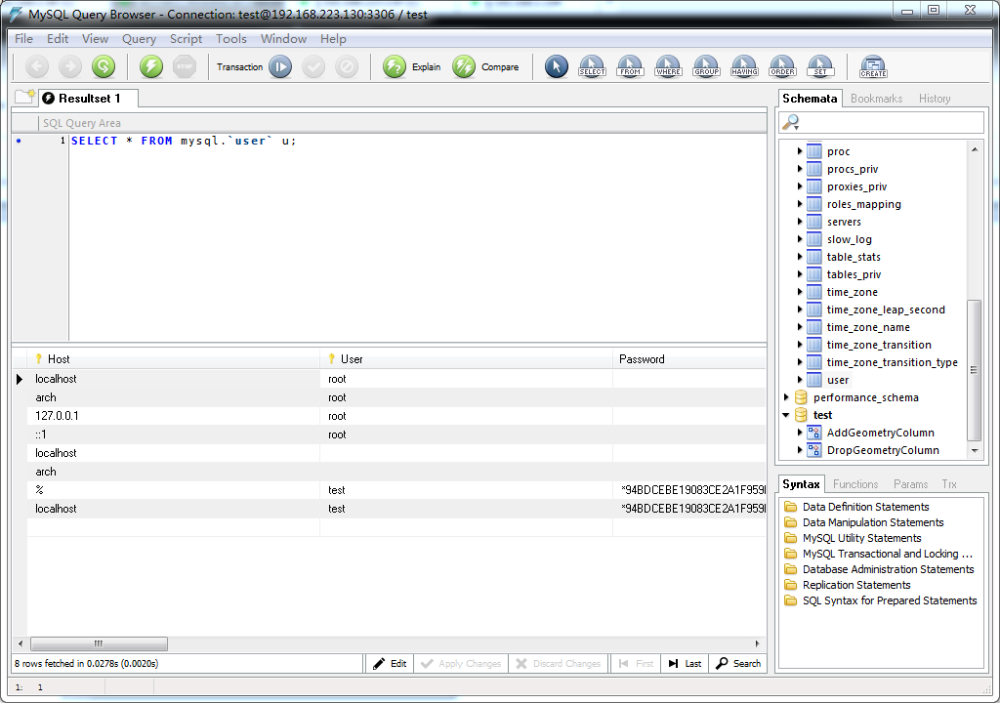 MySQL Query Browser - Connection: test@192.168.223.130:3306 / test
File Edit View Query Script Tools Window Help
STOP Transaction Explain Compare SELECT FROM WHERE GROUP HAVING ORDER SET CREATE
Resultset 1
SQL Query Area
1 SELECT * FROM mysql.`user` u;
Host User Password
localhost root
arch root
127.0.0.1 root
::1 root
localhost
arch
% test *94BDCEBE19083CE2A1F959
localhost test *94BDCEBE19083CE2A1F959
8 rows fetched in 0.0278s (0.0020s)
Edit Apply Changes Discard Changes First Last Search
1: 1
Schemata Bookmarks History
proc
procs_priv
proxies_priv
roles_mapping
servers
slow_log
table_stats
tables_priv
time_zone
time_zone_leap_second
time_zone_name
time_zone_transition
time_zone_transition_type
user
performance_schema
test
AddGeometryColumn
DropGeometryColumn
Syntax Functions Params Trx
Data Definition Statements
Data Manipulation Statements
MySQL Utility Statements
MySQL Transactional and Locking ...
Database Administration Statements
Replication Statements
SQL Syntax for Prepared Statements